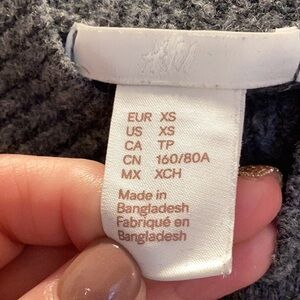 H&M
EUR XS
US XS
CA TP
CN 160/80A
MX XCH
Made in
Bangladesh
Fabriqué en
Bangladesh